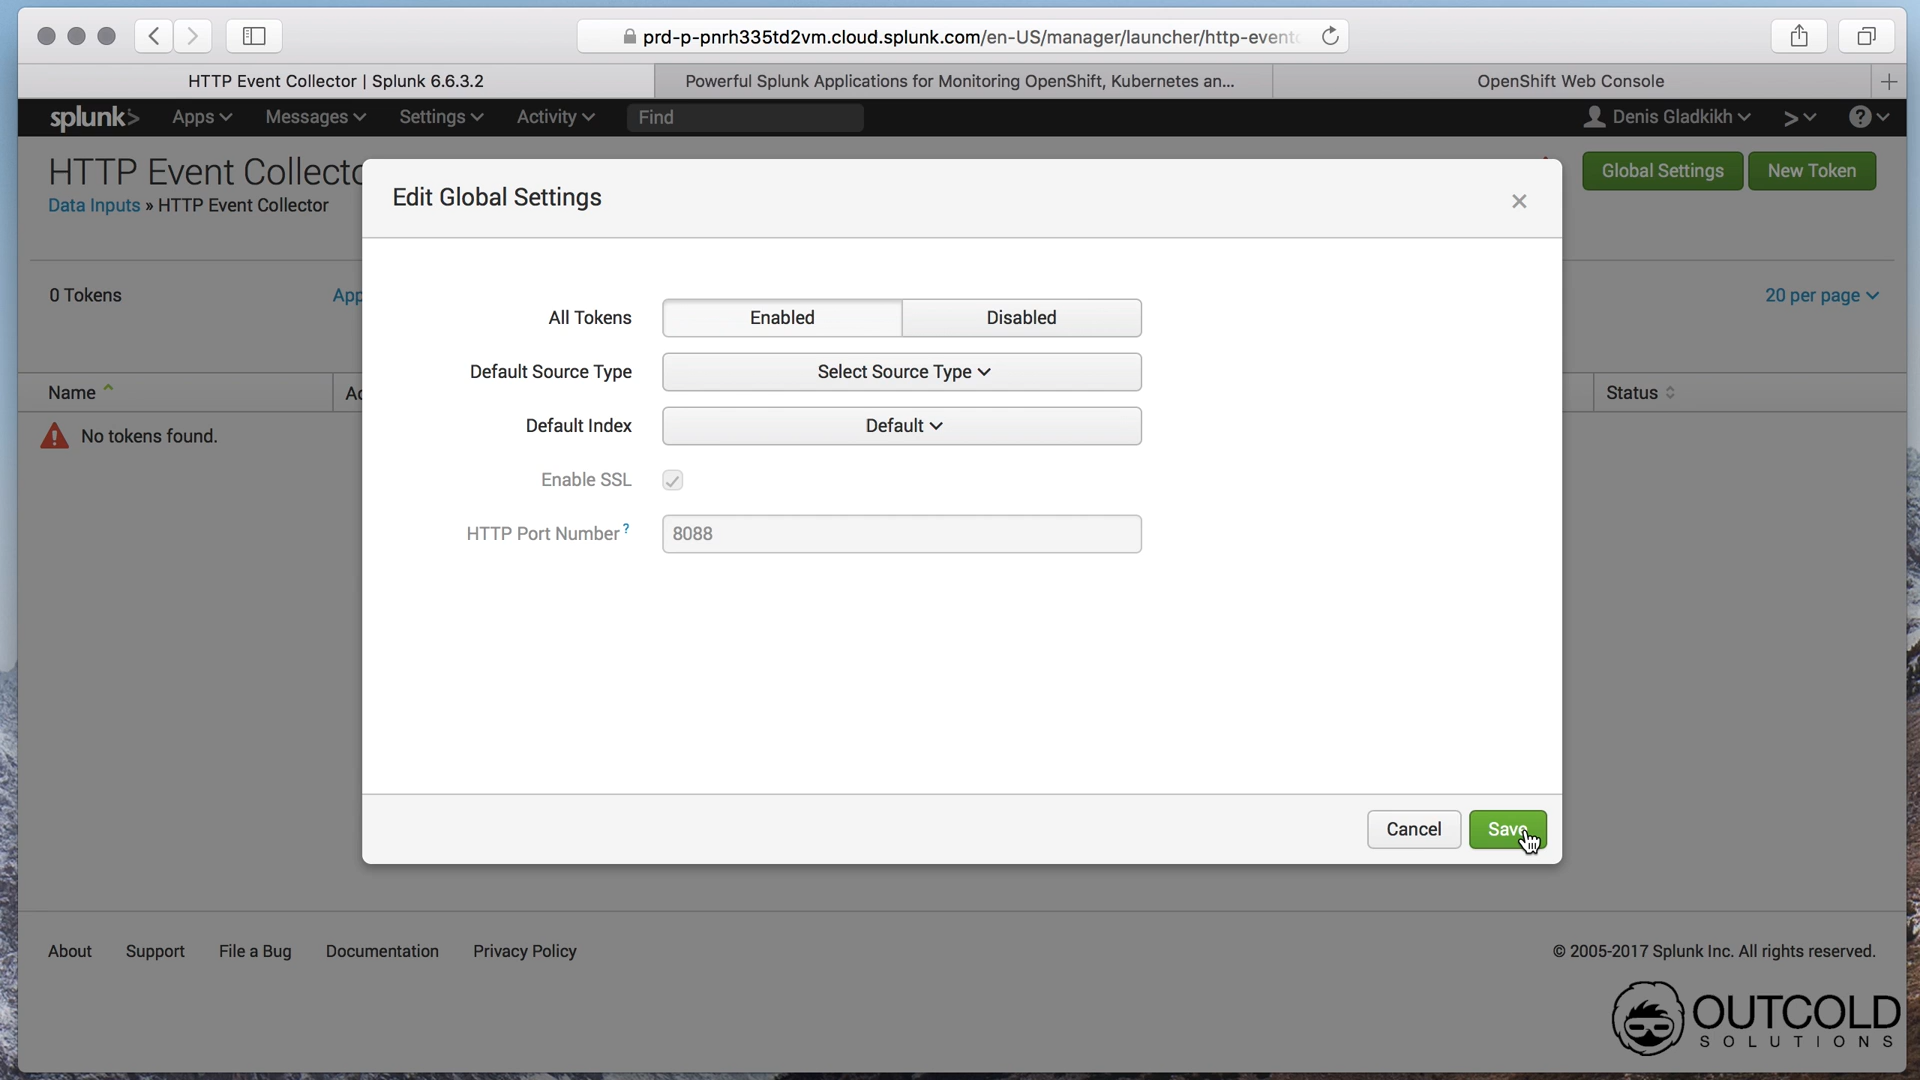 prd-p-pnrh335td2vm.cloud.splunk.com/en-US/manager/launcher/http-event
HTTP Event Collector | Splunk 6.6.3.2
Powerful Splunk Applications for Monitoring OpenShift, Kubernetes an...
OpenShift Web Console
splunk>
Apps
Messages
Settings
Activity
Find
Denis Gladkikh
HTTP Event Collecto
Global Settings
New Token
Data Inputs » HTTP Event Collector
Edit Global Settings
0 Tokens
App
20 per page
All Tokens
Enabled
Disabled
Default Source Type
Select Source Type
Name
Ac
Status
Default Index
Default
No tokens found.
Enable SSL
HTTP Port Number?
8088
Cancel
Save
About
Support
File a Bug
Documentation
Privacy Policy
© 2005-2017 Splunk Inc. All rights reserved.
OUTCOLD
SOLUTIONS